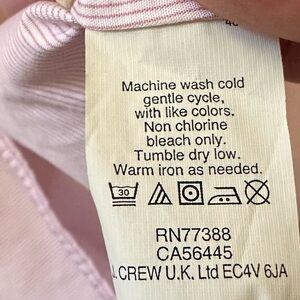 Machine wash cold
gentle cycle,
with like colors.
Non chlorine
bleach only.
Tumble dry low.
Warm iron as needed.
30
RN77388
CA56445
J. CREW U.K. Ltd EC4V 6JA